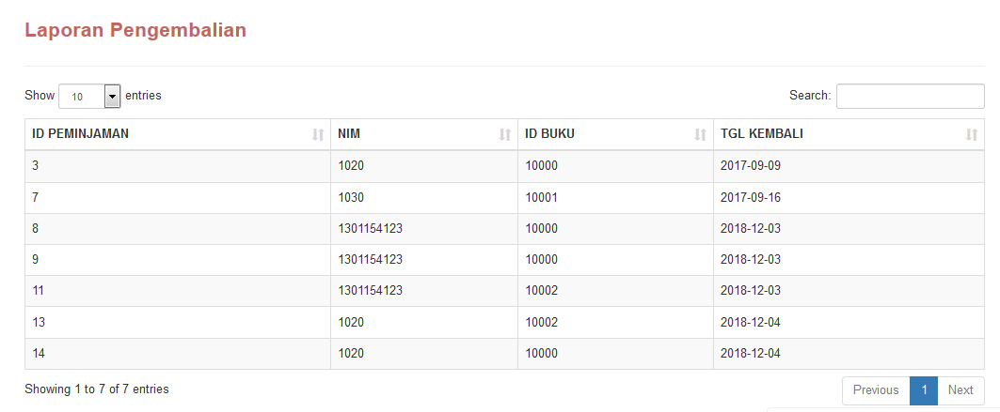 Laporan Pengembalian
Show 10 entries Search:
ID PEMINJAMAN NIM ID BUKU TGL KEMBALI
3 1020 10000 2017-09-09
7 1030 10001 2017-09-16
8 1301154123 10000 2018-12-03
9 1301154123 10000 2018-12-03
11 1301154123 10002 2018-12-03
13 1020 10002 2018-12-04
14 1020 10000 2018-12-04
Showing 1 to 7 of 7 entries Previous 1 Next